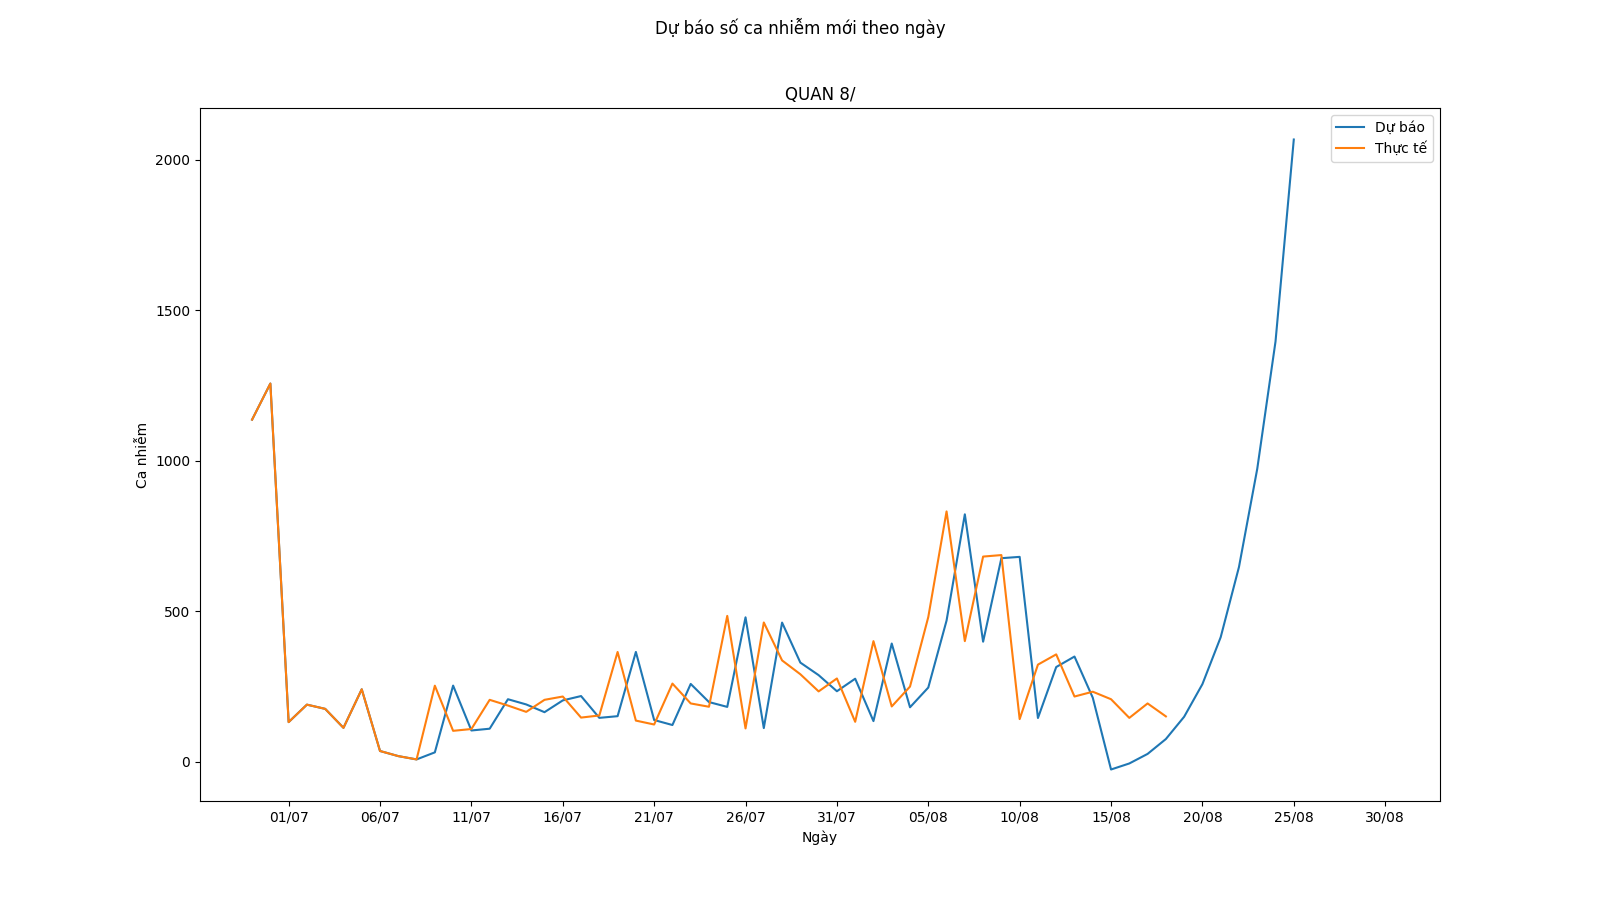 Dự báo số ca nhiễm mới theo ngày
QUAN 8/
Dự báo
Thực tế
2000
1500
1000
500
0
Ca nhiễm
01/07 06/07 11/07 16/07 21/07 26/07 31/07 05/08 10/08 15/08 20/08 25/08 30/08
Ngày